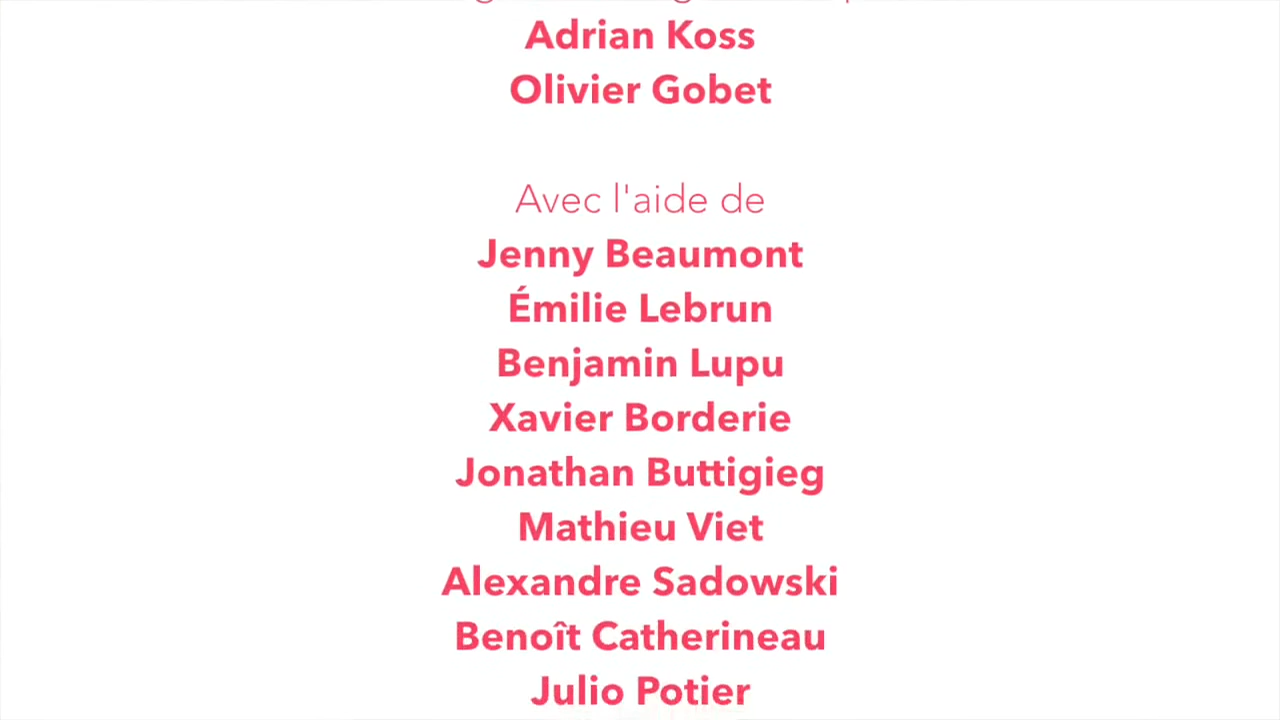 Adrian Koss
Olivier Gobet
Avec l'aide de
Jenny Beaumont
Émilie Lebrun
Benjamin Lupu
Xavier Borderie
Jonathan Buttigieg
Mathieu Viet
Alexandre Sadowski
Benoît Catherineau
Julio Potier